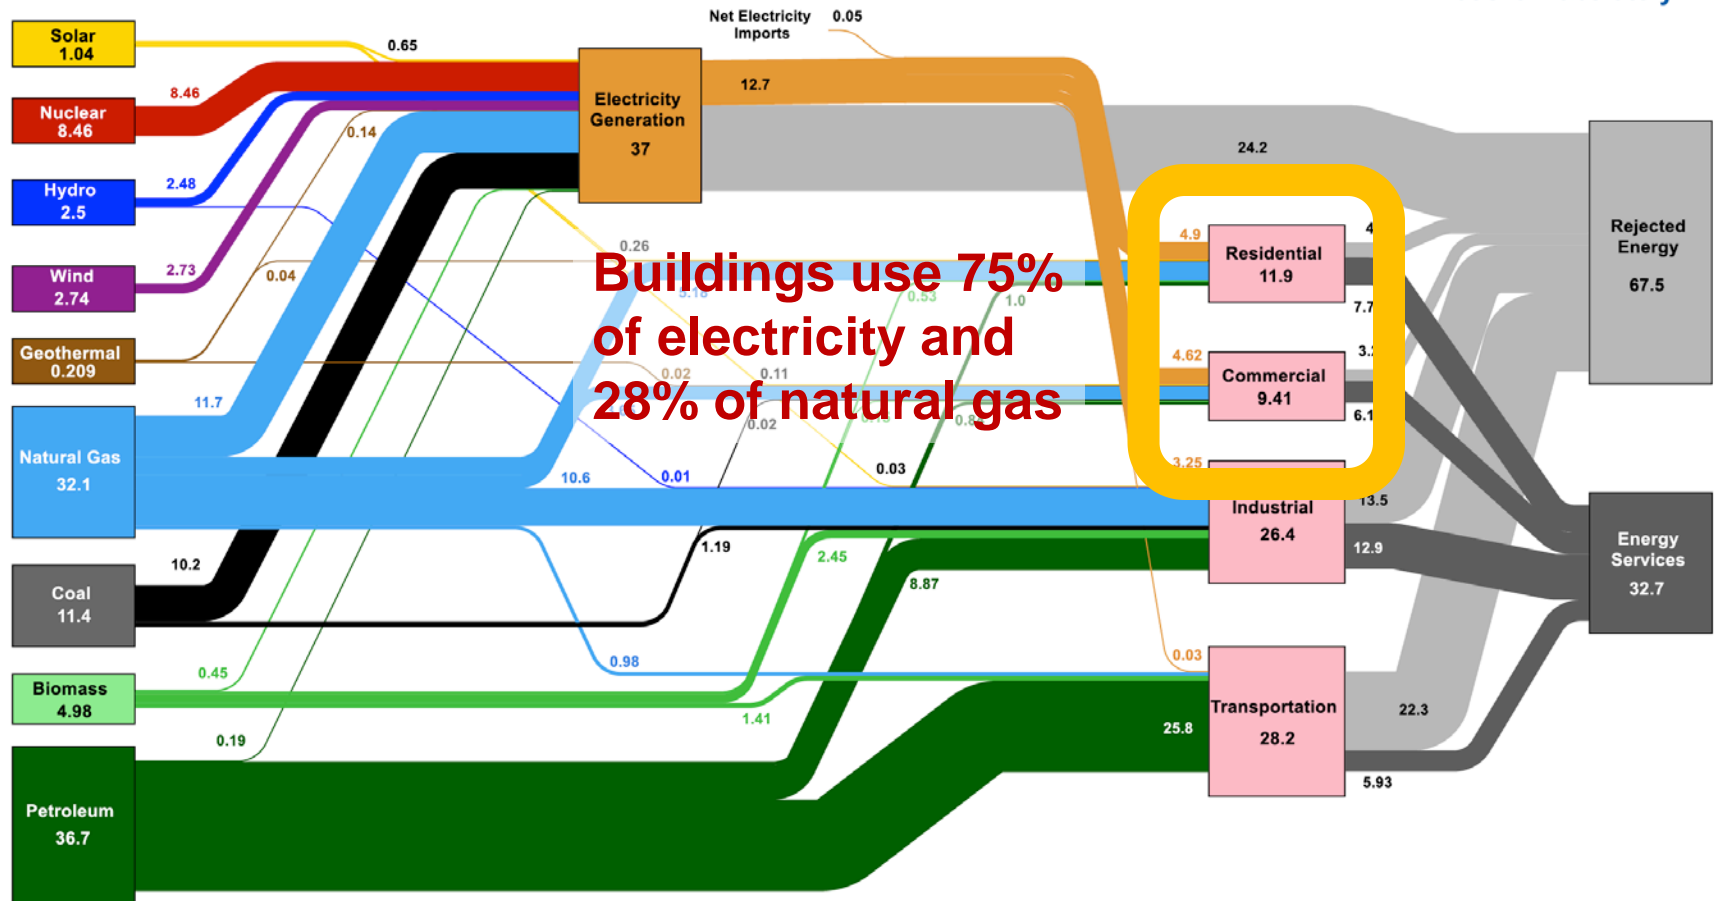 Net Electricity
Imports
0.05
Solar
1.04
0.65
Nuclear
8.46
8.46
Electricity
Generation
37
12.7
0.14
24.2
Hydro
2.5
2.48
Rejected
Energy
67.5
Wind
2.74
2.73
0.04
0.26
Buildings use 75%
of electricity and
28% of natural gas
0.53
1.0
4.9
Residential
11.9
4
7.7
Geothermal
0.209
0.02
0.11
0.02
4.62
Commercial
9.41
11.7
Natural Gas
32.1
10.6
0.01
0.03
3.25
Industrial
26.4
13.5
12.9
Energy
Services
32.7
Coal
11.4
10.2
1.19
2.45
8.87
Biomass
4.98
0.45
0.98
1.41
0.03
Transportation
28.2
25.8
22.3
5.93
Petroleum
36.7
0.19